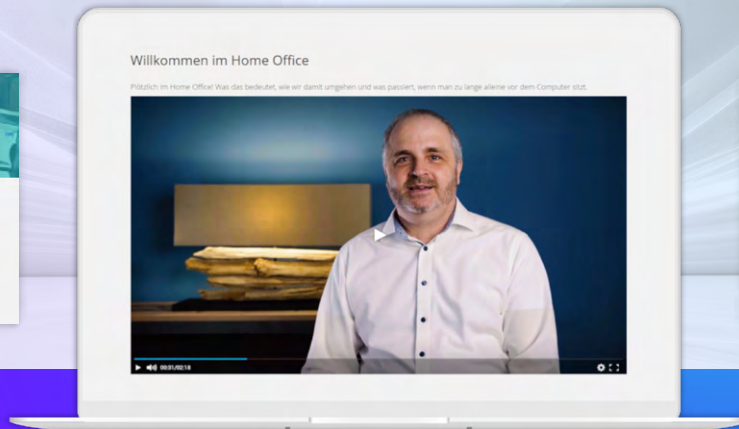 Willkommen im Home Office
Plötzlich im Home Office! Was das bedeutet, wie wir damit umgehen und was passiert, wenn man zu lange alleine vor dem Computer sitzt.
00:31/02:18